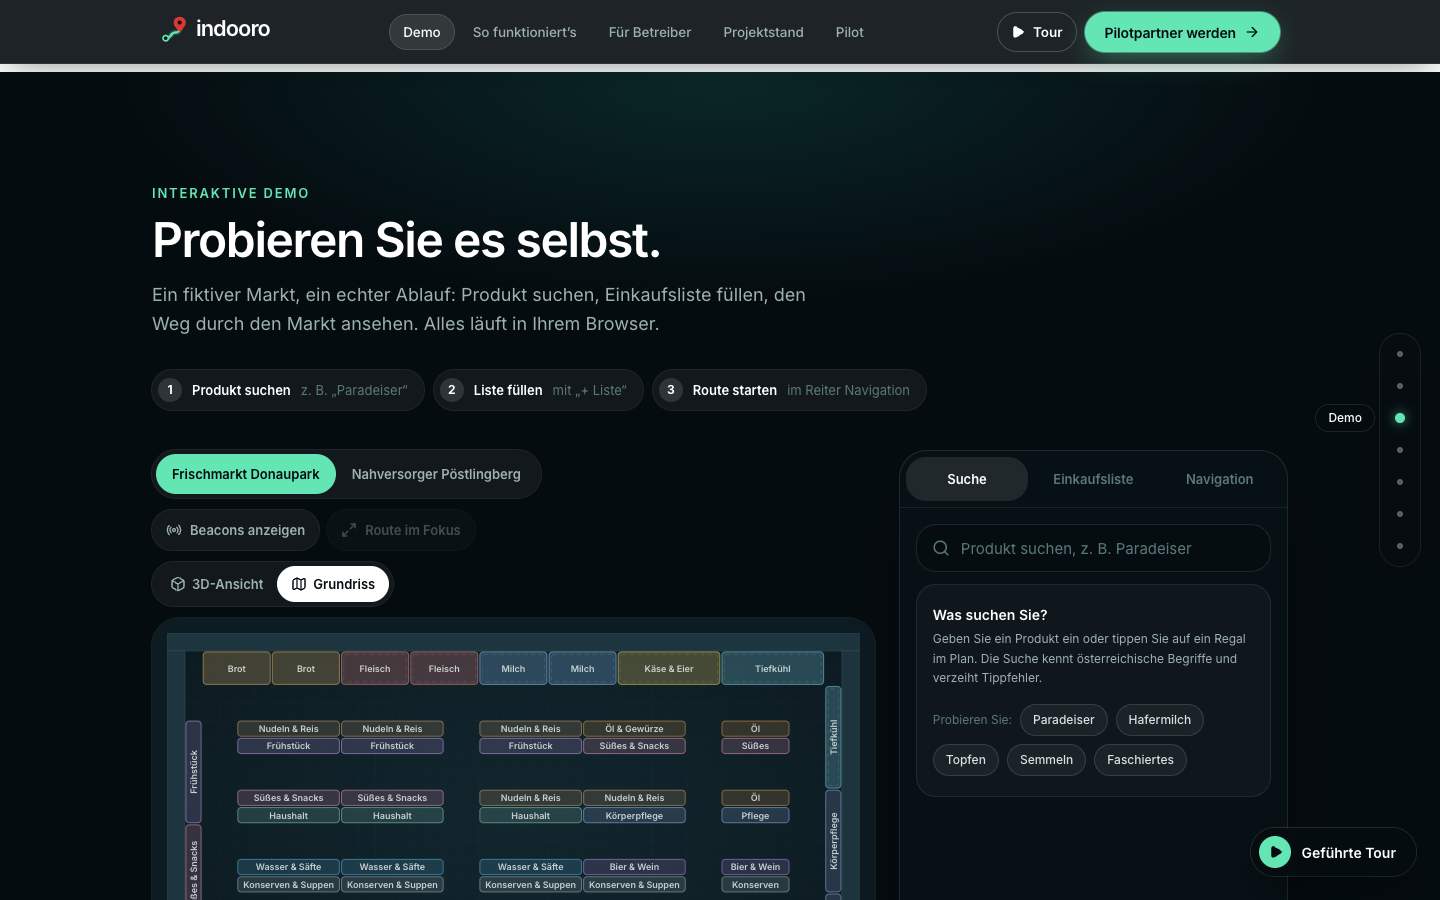 indooro
Demo
So funktioniert's
Für Betreiber
Projektstand
Pilot
Tour
Pilotpartner werden
INTERAKTIVE DEMO
Probieren Sie es selbst.
Ein fiktiver Markt, ein echter Ablauf: Produkt suchen, Einkaufsliste füllen, den
Weg durch den Markt ansehen. Alles läuft in Ihrem Browser.
1 Produkt suchen z. B. „Paradeiser“
2 Liste füllen mit „+ Liste“
3 Route starten im Reiter Navigation
Demo
Frischmarkt Donaupark
Nahversorger Pöstlingberg
Beacons anzeigen
Route im Fokus
3D-Ansicht
Grundriss
Brot Brot Fleisch Fleisch Milch Milch Käse & Eier Tiefkühl
Tiefkühl
Nudeln & Reis Nudeln & Reis Nudeln & Reis Öl & Gewürze Öl
Frühstück Frühstück Frühstück Süßes & Snacks Süßes
Frühstück
Süßes & Snacks Süßes & Snacks Nudeln & Reis Nudeln & Reis Öl
Haushalt Haushalt Haushalt Körperpflege Pflege
Körperpflege
Wasser & Säfte Wasser & Säfte Wasser & Säfte Bier & Wein Bier & Wein
Konserven & Suppen Konserven & Suppen Konserven & Suppen Konserven & Suppen Konserven
ßes & Snacks
Suche
Einkaufsliste
Navigation
Produkt suchen, z. B. Paradeiser
Was suchen Sie?
Geben Sie ein Produkt ein oder tippen Sie auf ein Regal
im Plan. Die Suche kennt österreichische Begriffe und
verzeiht Tippfehler.
Probieren Sie: Paradeiser Hafermilch
Topfen Semmeln Faschiertes
Geführte Tour